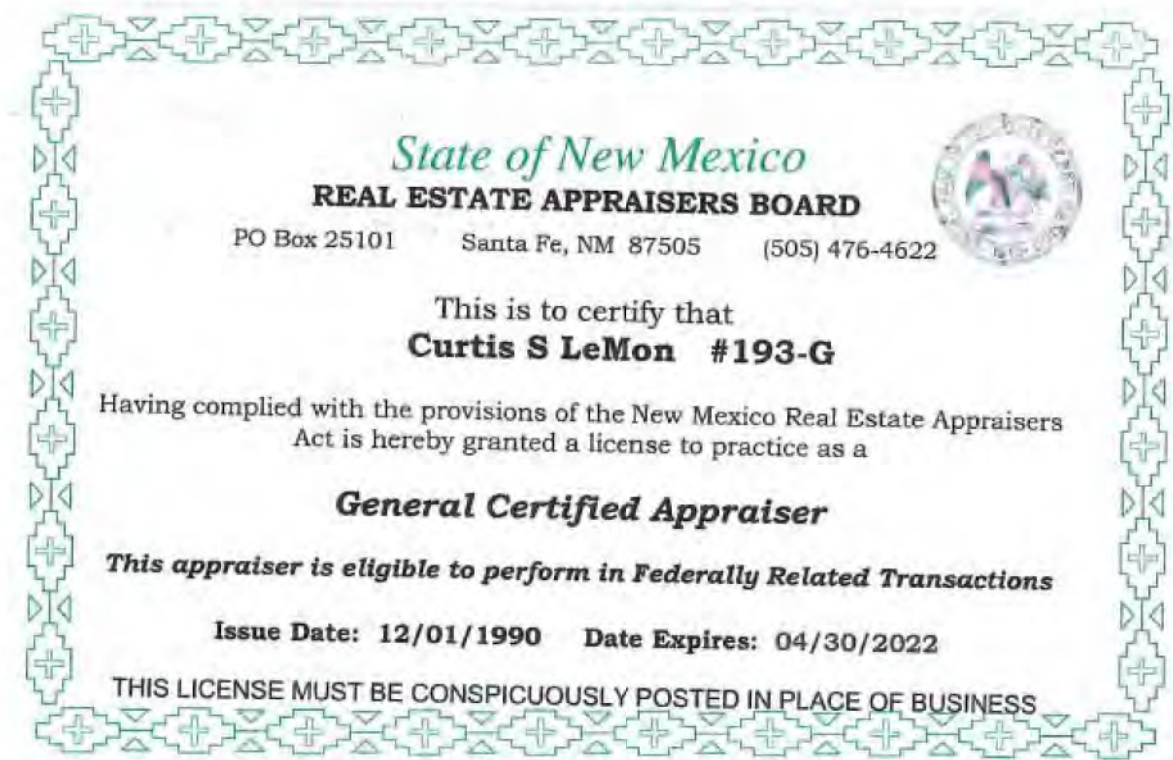 State of New Mexico
REAL ESTATE APPRAISERS BOARD
PO Box 25101 Santa Fe, NM 87505 (505) 476-4622
This is to certify that
Curtis S LeMon #193-G
Having complied with the provisions of the New Mexico Real Estate Appraisers
Act is hereby granted a license to practice as a
General Certified Appraiser
This appraiser is eligible to perform in Federally Related Transactions
Issue Date: 12/01/1990 Date Expires: 04/30/2022
THIS LICENSE MUST BE CONSPICUOUSLY POSTED IN PLACE OF BUSINESS